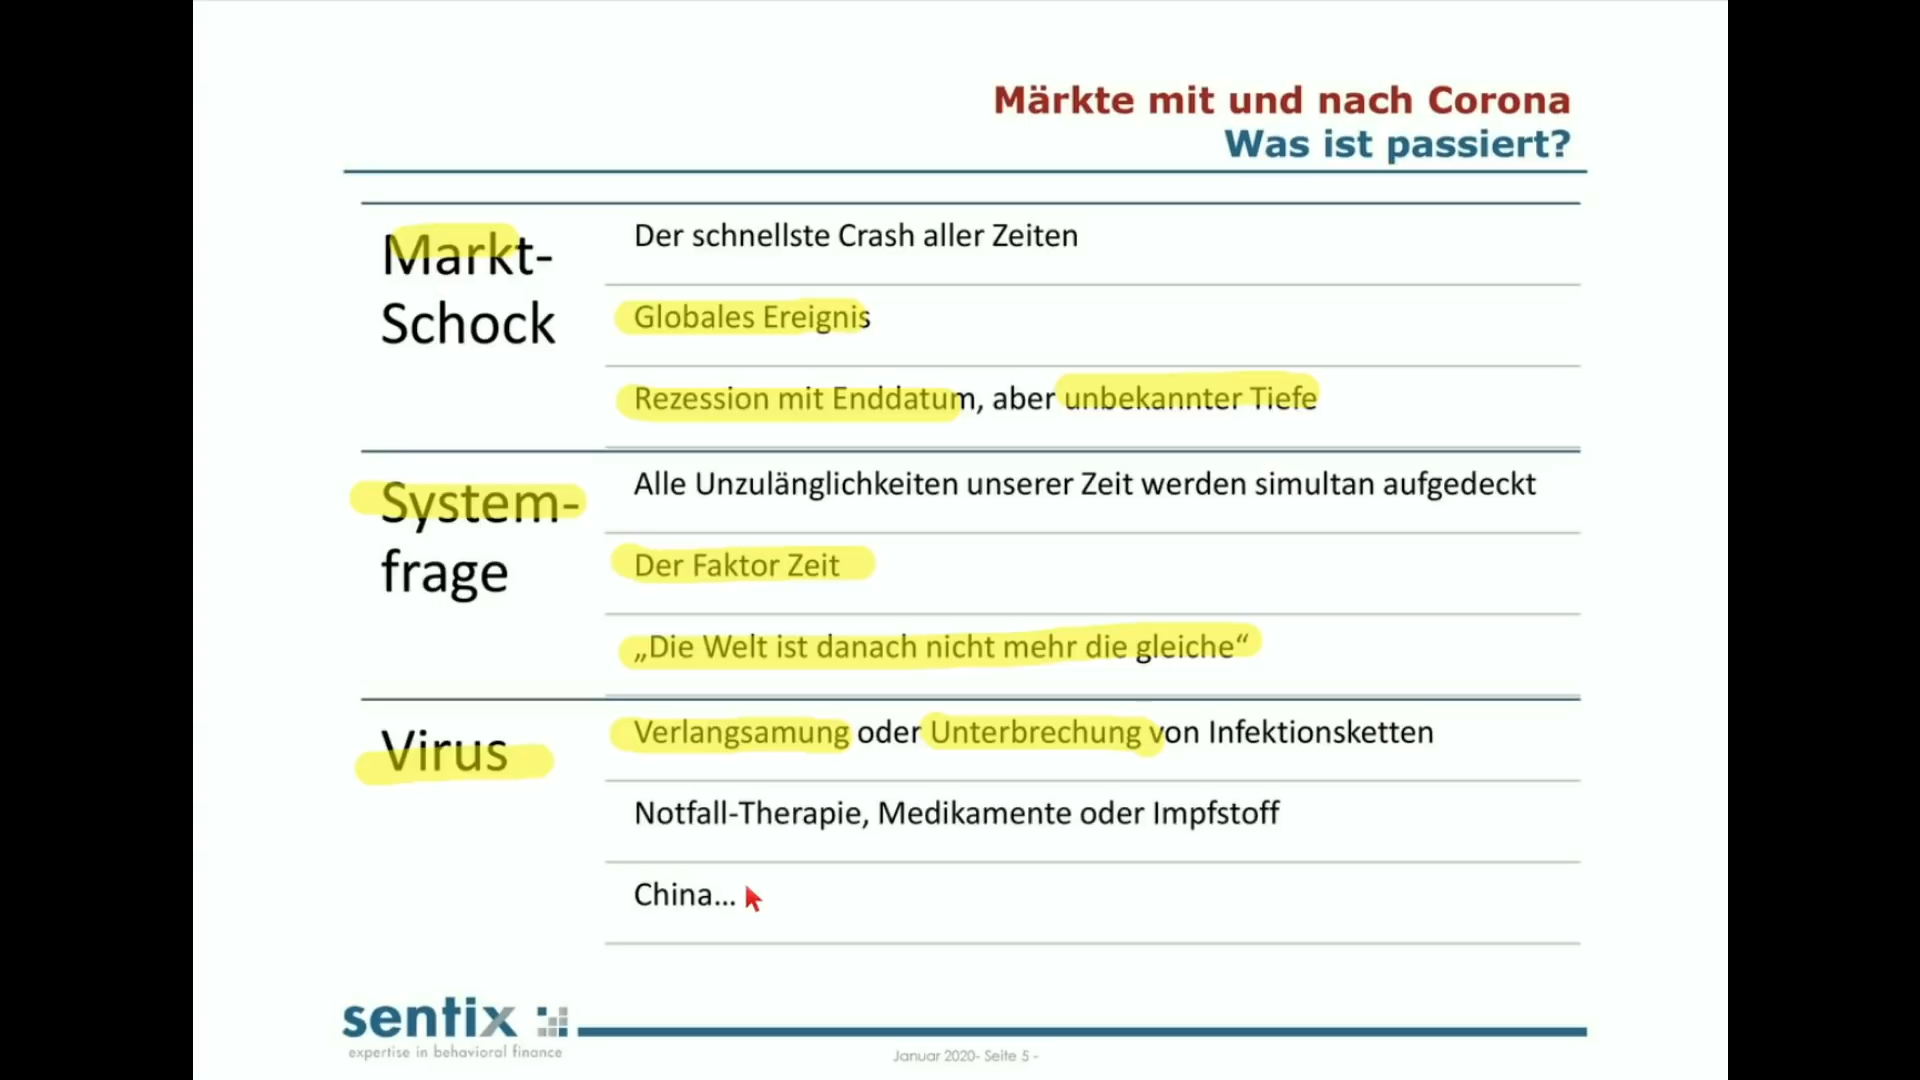 Märkte mit und nach Corona
Was ist passiert?
Markt-
Schock
Der schnellste Crash aller Zeiten
Globales Ereignis
Rezession mit Enddatum, aber unbekannter Tiefe
System-
frage
Alle Unzulänglichkeiten unserer Zeit werden simultan aufgedeckt
Der Faktor Zeit
„Die Welt ist danach nicht mehr die gleiche“
Virus
Verlangsamung oder Unterbrechung von Infektionsketten
Notfall-Therapie, Medikamente oder Impfstoff
China...
sentix
expertise in behavioral finance
Januar 2020- Seite 5 -